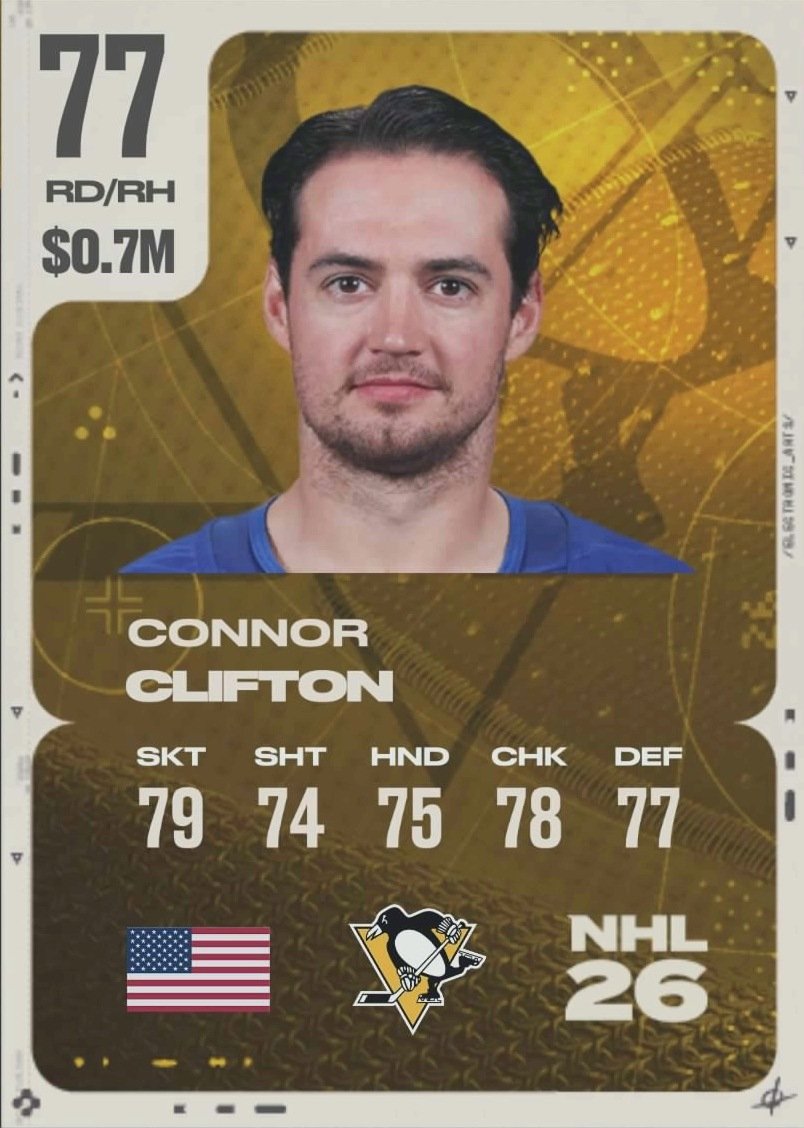 77
RD/RH
$0.7M
CONNOR
CLIFTON
SKT SHT HND CHK DEF
79 74 75 78 77
NHL
26